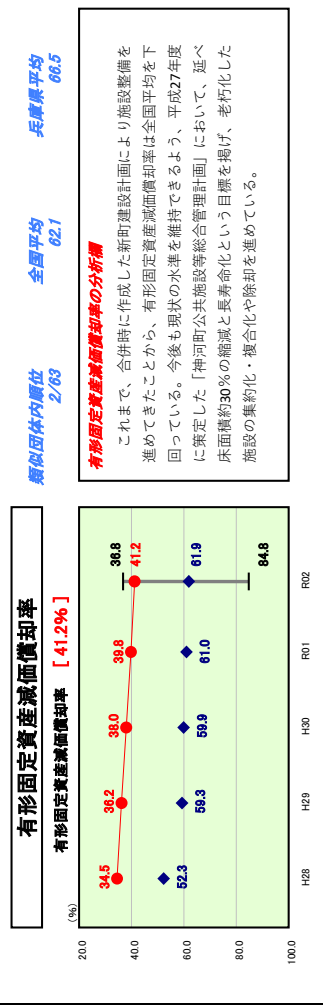 有形固定資産減価償却率
有形固定資産減価償却率 [ 41.2% ]
(%)
20.0
40.0
60.0
80.0
100.0
34.5
36.2
38.0
39.8
41.2
36.8
52.3
59.3
59.9
61.0
61.9
84.8
H28
H29
H30
R01
R02
類似団体内順位
2/63
全国平均
62.1
兵庫県平均
66.5
有形固定資産減価償却率の分析欄
これまで、合併時に作成した新町建設計画により施設整備を
進めてきたことから、有形固定資産減価償却率は全国平均を下
回っている。今後も現状の水準を維持できるよう、平成27年度
に策定した「神河町公共施設等総合管理計画」において、延べ
床面積約30%の縮減と長寿命化という目標を掲げ、老朽化した
施設の集約化・複合化や除却を進めている。